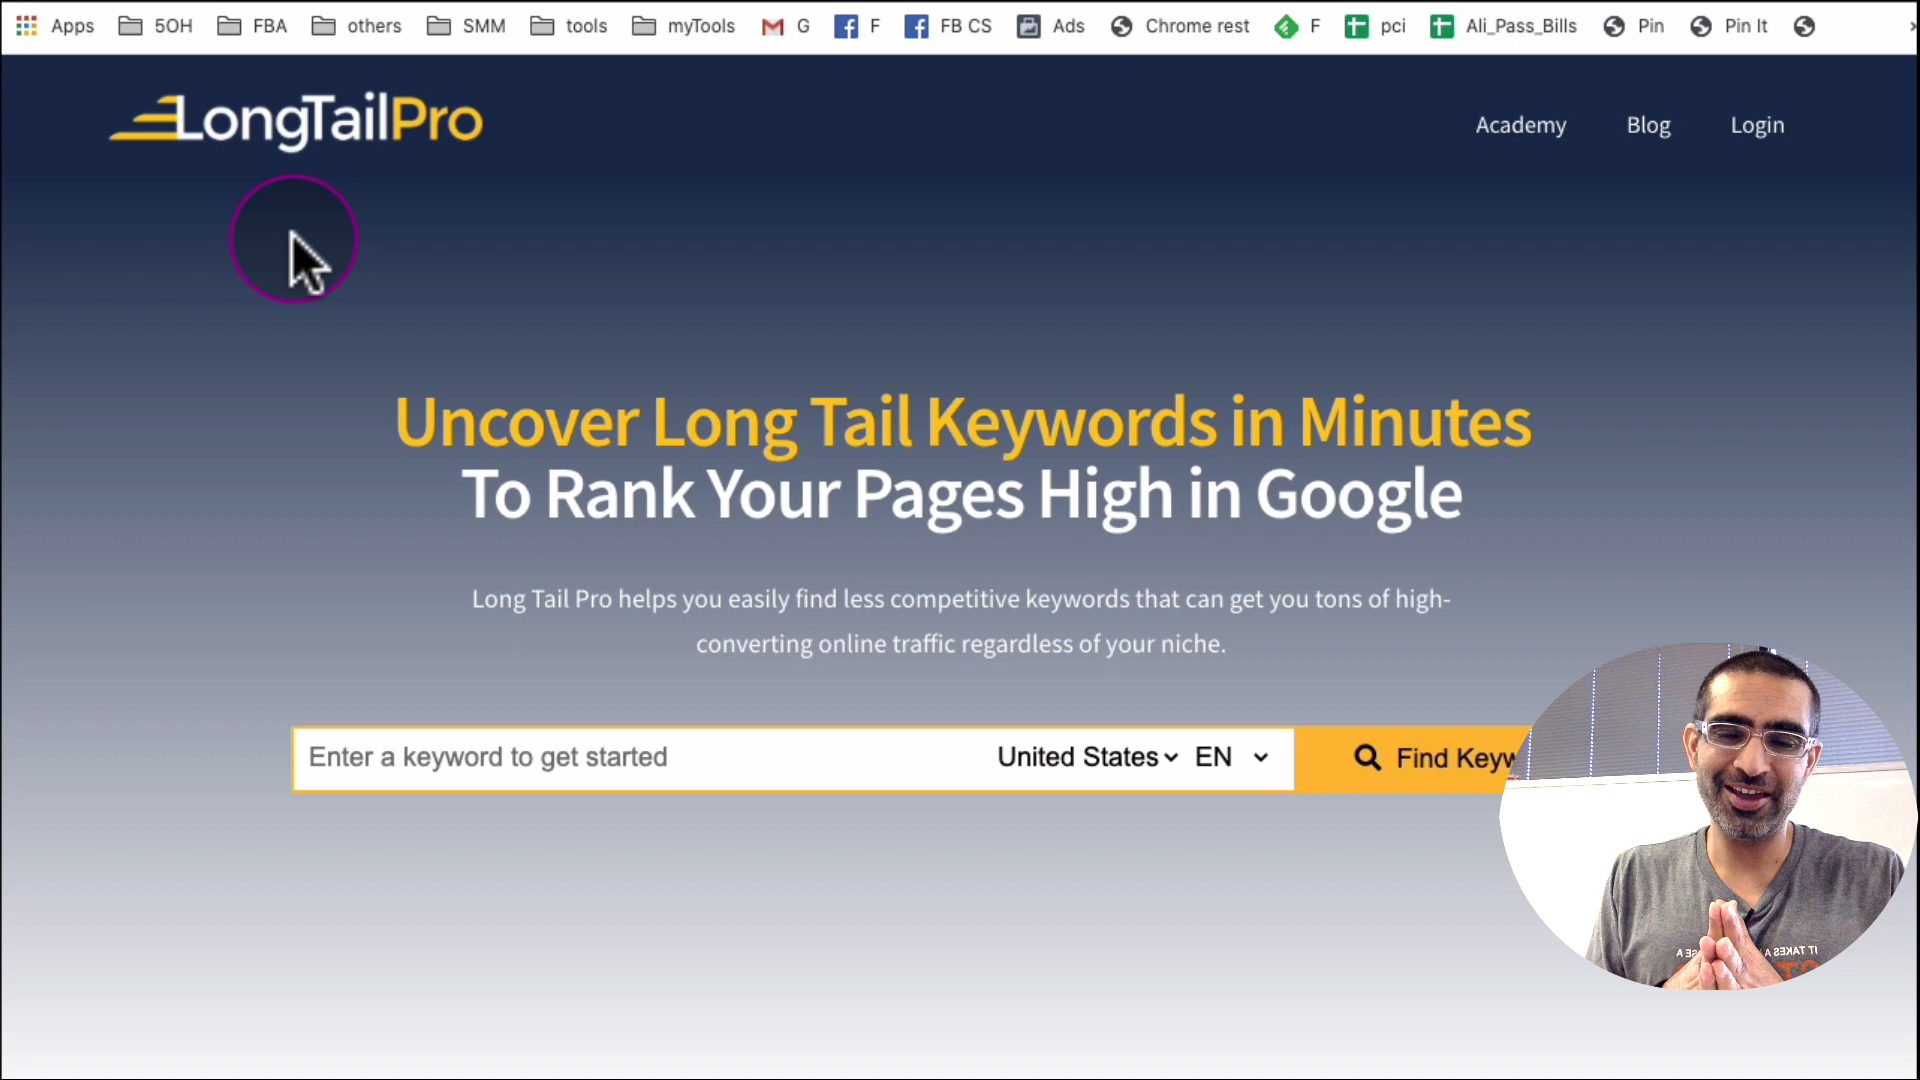 Apps 5OH FBA others SMM tools myTools G F FB CS Ads Chrome rest F pci Ali_Pass_Bills Pin Pin It
LongTailPro
Academy Blog Login
Uncover Long Tail Keywords in Minutes
To Rank Your Pages High in Google
Long Tail Pro helps you easily find less competitive keywords that can get you tons of high-
converting online traffic regardless of your niche.
Enter a keyword to get started United States EN Find Keyw
IT TAKES A